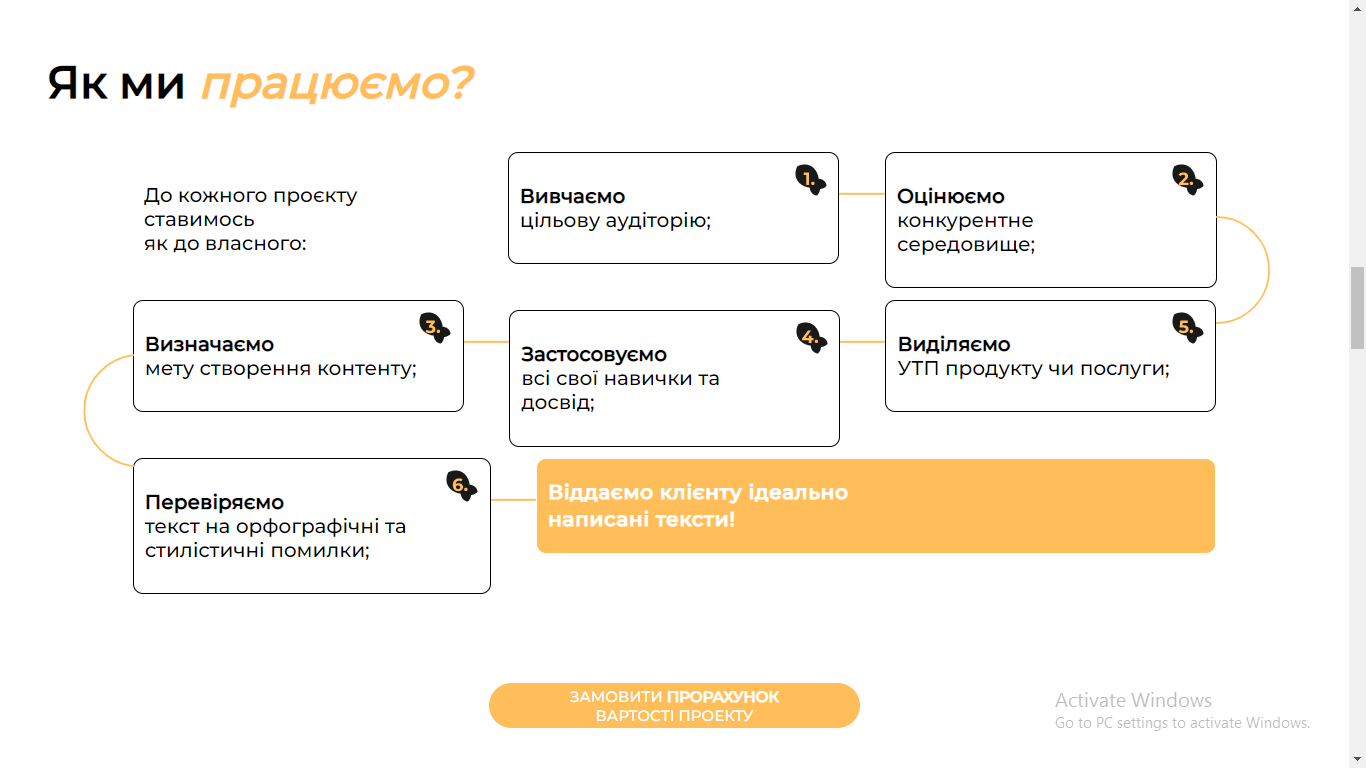 Як ми працюємо?
До кожного проєкту
ставимось
як до власного:
1.
Вивчаємо
цільову аудіторію;
2.
Оцінюємо
конкурентне
середовище;
3.
Визначаємо
мету створення контенту;
4.
Застосовуємо
всі свої навички та
досвід;
5.
Виділяємо
УТП продукту чи послуги;
6.
Перевіряємо
текст на орфографічні та
стилістичні помилки;
Віддаємо клієнту ідеально
написані тексти!
ЗАМОВИТИ ПРОРАХУНОК
ВАРТОСТІ ПРОЕКТУ
Activate Windows
Go to PC settings to activate Windows.